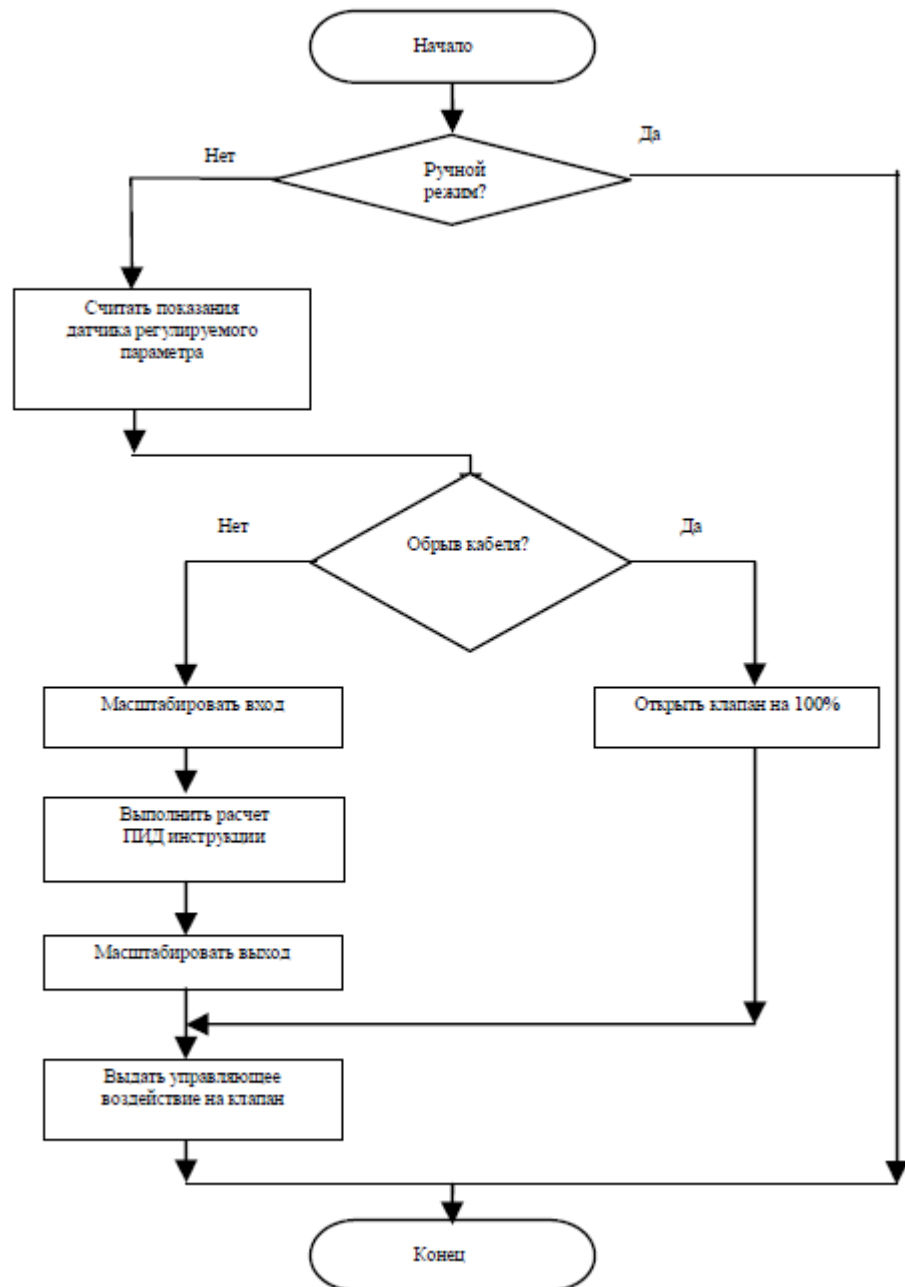 Начало
Да
Нет
Ручной
режим?
Считать показания
датчика регулируемого
параметра
Нет
Да
Обрыв кабеля?
Масштабировать вход
Открыть клапан на 100%
Выполнить расчет
ПИД инструкции
Масштабировать выход
Выдать управляющее
воздействие на клапан
Конец